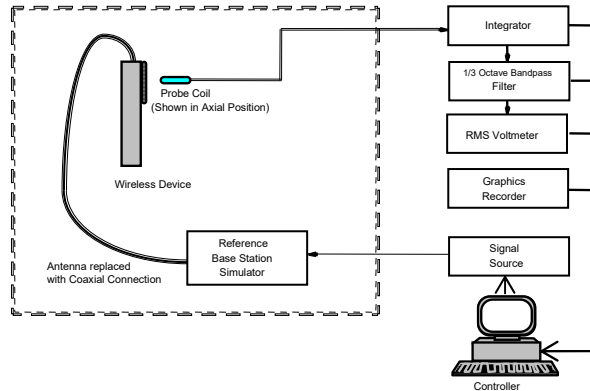 Integrator
1/3 Octave Bandpass
Filter
RMS Voltmeter
Graphics
Recorder
Signal
Source
Controller
Probe Coil
(Shown in Axial Position)
Wireless Device
Reference
Base Station
Simulator
Antenna replaced
with Coaxial Connection